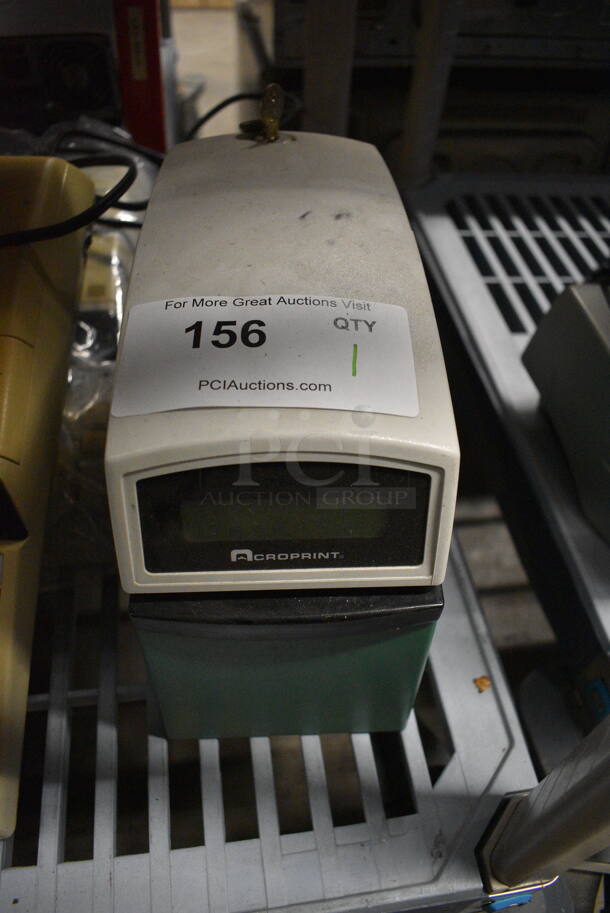 For More Great Auctions Visit
156
QTY
1
PCIAuctions.com
PCI
AUCTION GROUP
ACROPRINT